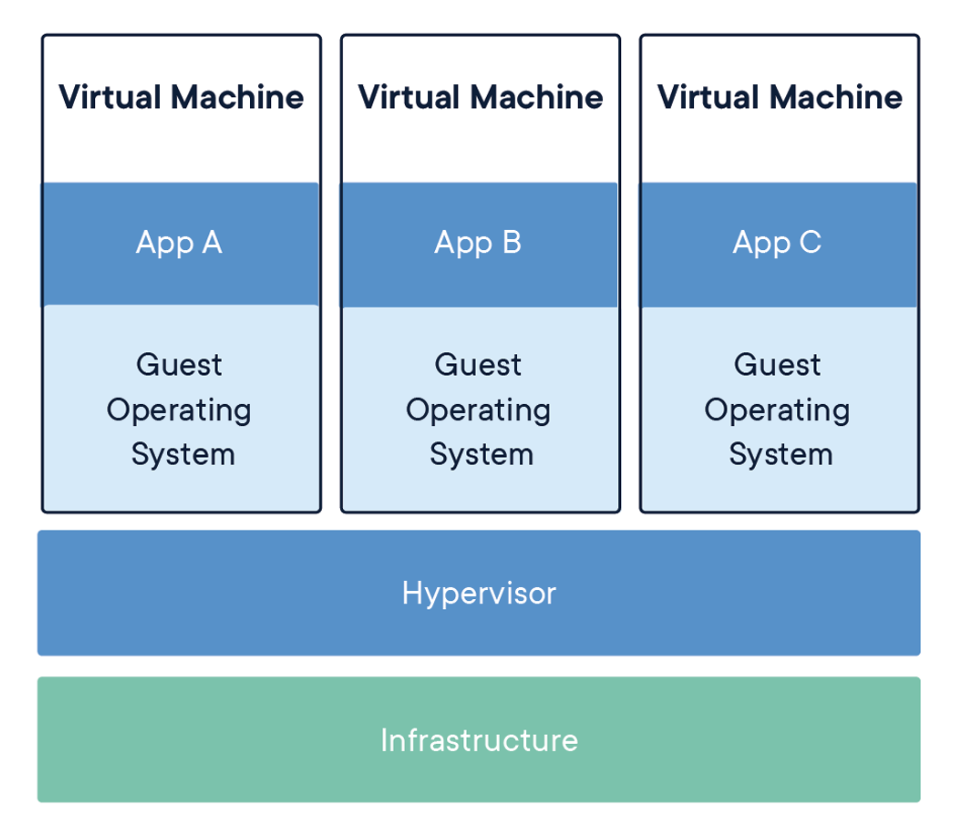 Virtual Machine
Virtual Machine
Virtual Machine
App A
App B
App C
Guest
Operating
System
Guest
Operating
System
Guest
Operating
System
Hypervisor
Infrastructure